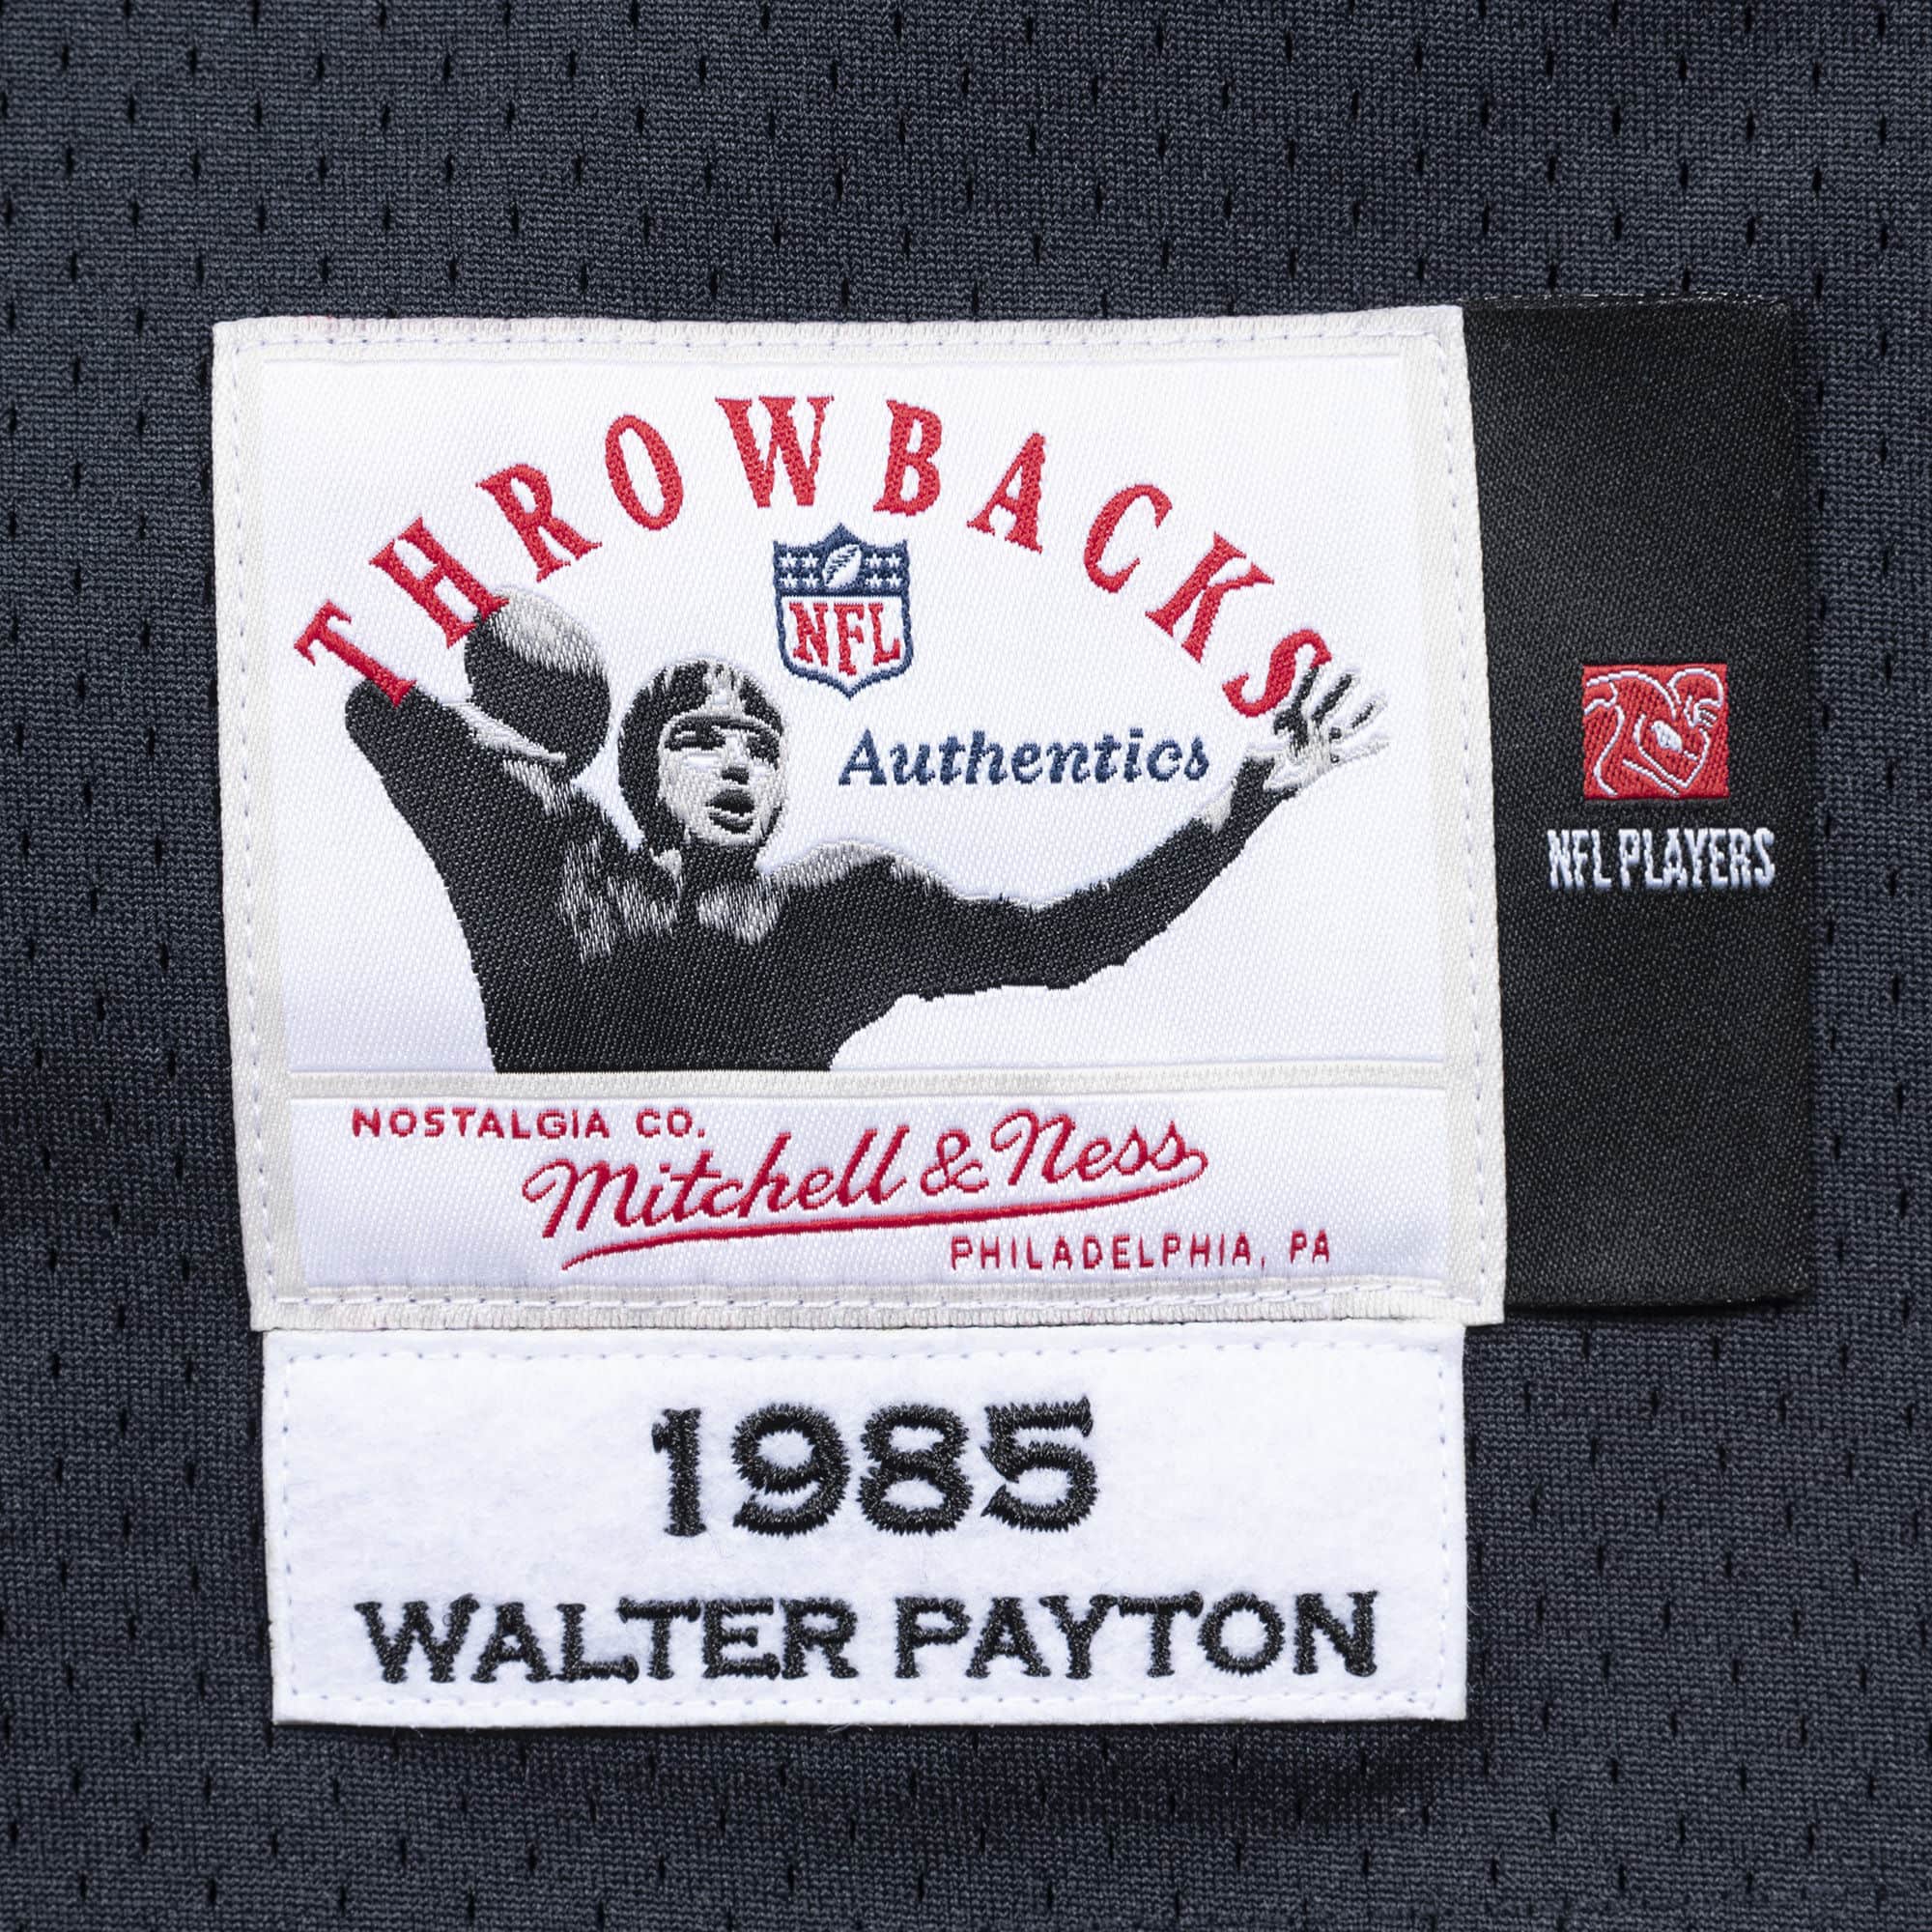 THROWBACKS
NFL
Authentics
NFL PLAYERS
NOSTALGIA CO.
Mitchell & Ness
PHILADELPHIA, PA
1985
WALTER PAYTON